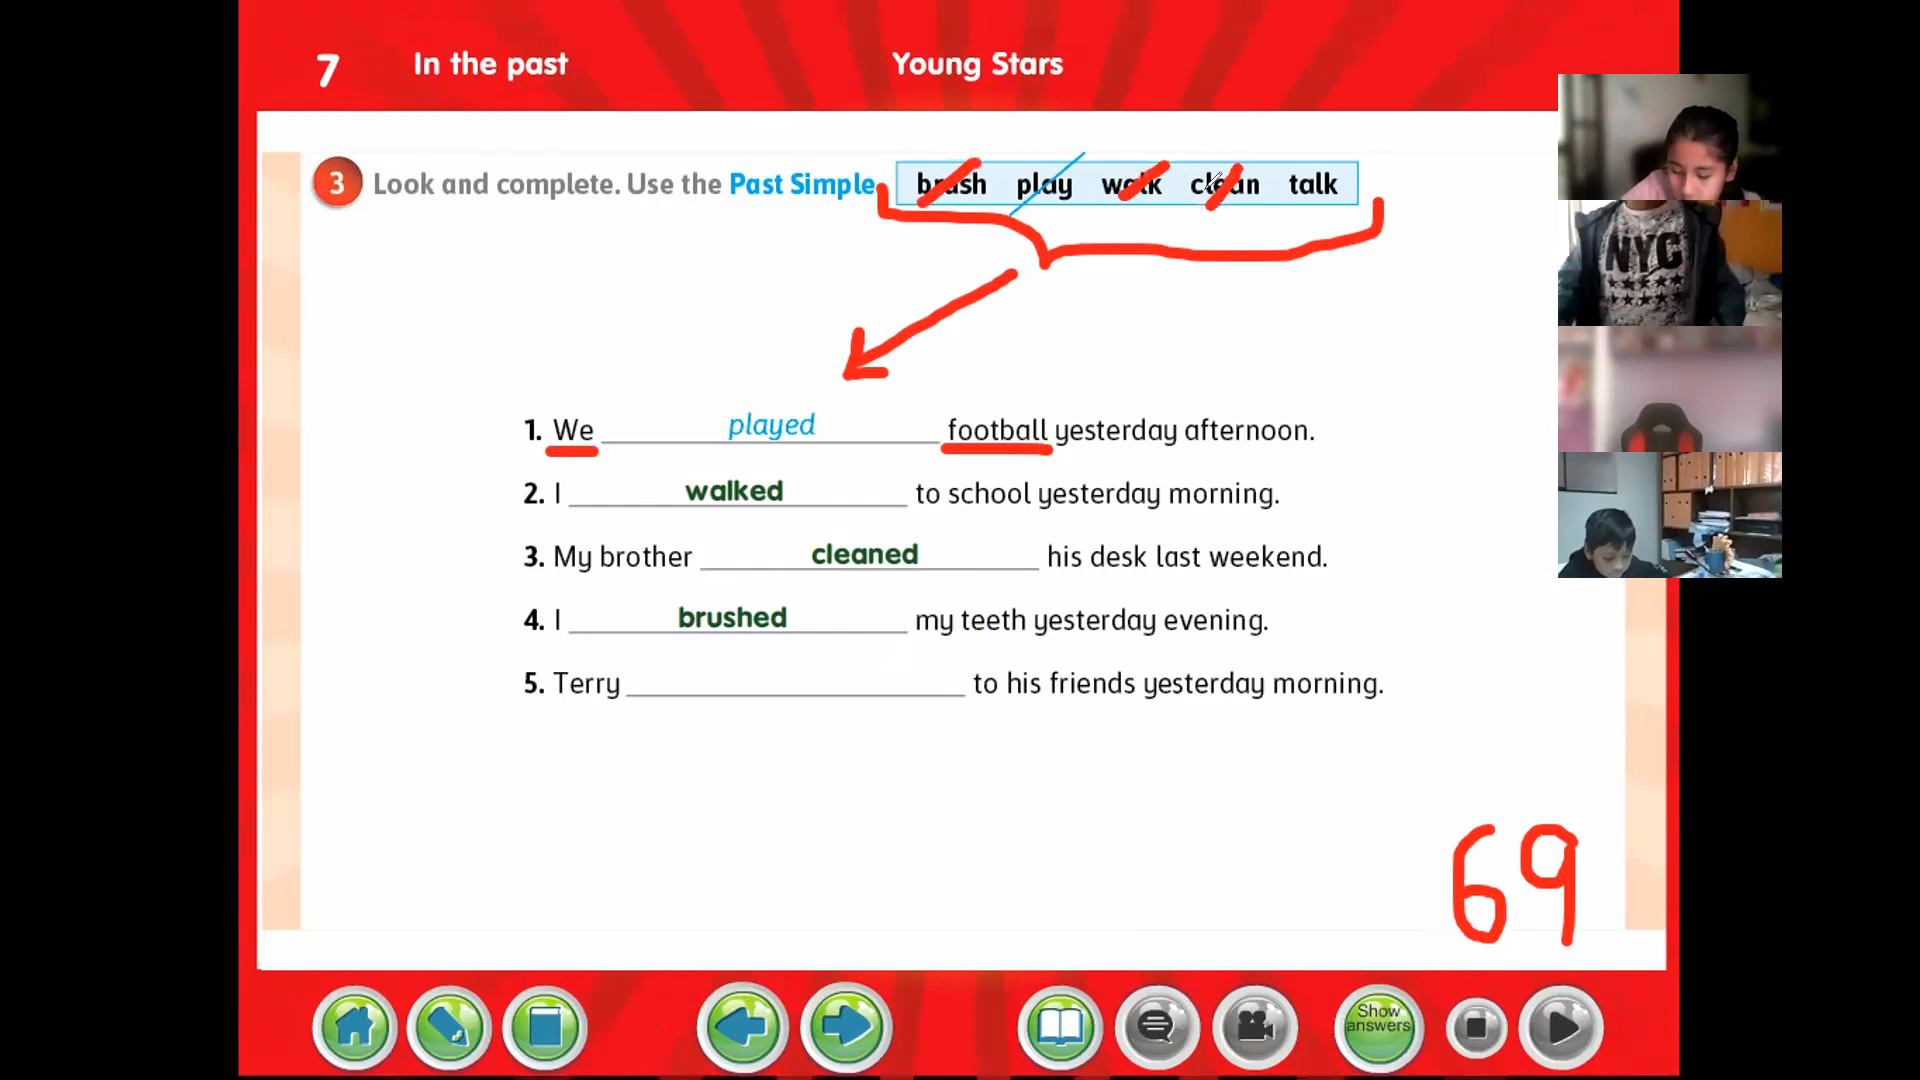 7 In the past Young Stars
3 Look and complete. Use the Past Simple brush play walk clean talk
1. We played football yesterday afternoon.
2. I walked to school yesterday morning.
3. My brother cleaned his desk last weekend.
4. I brushed my teeth yesterday evening.
5. Terry ____ to his friends yesterday morning.
69
Show
answers
NYC